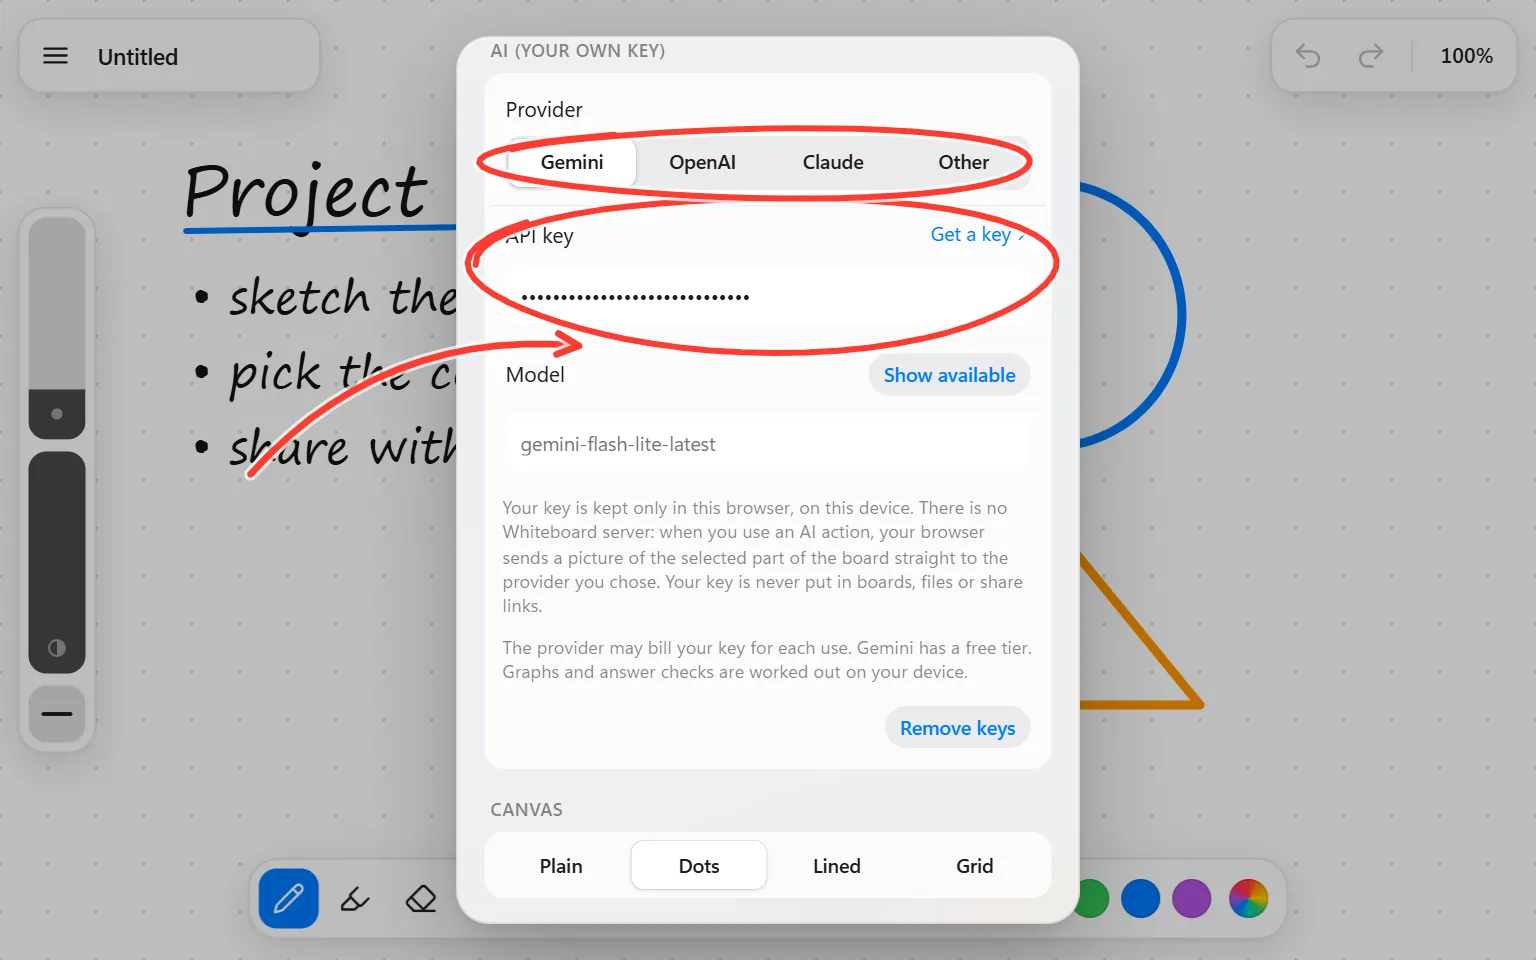 Untitled
100%
Project
• sketch the
• pick the c
• share with
AI (YOUR OWN KEY)
Provider
Gemini OpenAI Claude Other
API key Get a key
••••••••••••••••••••••••••••••
Model Show available
gemini-flash-lite-latest
Your key is kept only in this browser, on this device. There is no
Whiteboard server: when you use an AI action, your browser
sends a picture of the selected part of the board straight to the
provider you chose. Your key is never put in boards, files or share
links.
The provider may bill your key for each use. Gemini has a free tier.
Graphs and answer checks are worked out on your device.
Remove keys
CANVAS
Plain Dots Lined Grid